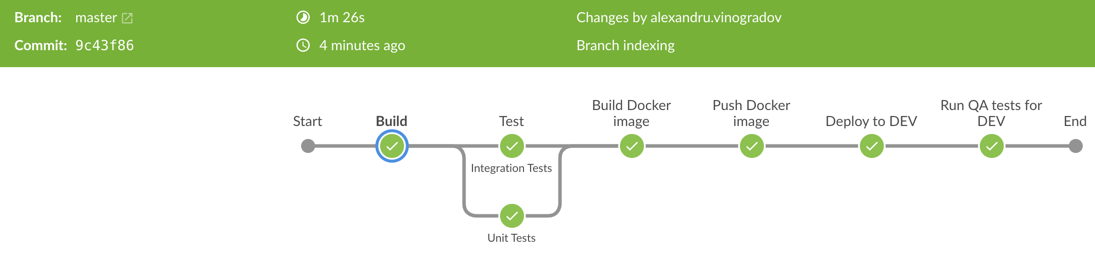 Branch: master
1m 26s
Changes by alexandru.vinogradov
Commit: 9c43f86
4 minutes ago
Branch indexing
Start
Build
Test
Build Docker
image
Push Docker
image
Deploy to DEV
Run QA tests for
DEV
End
Integration Tests
Unit Tests